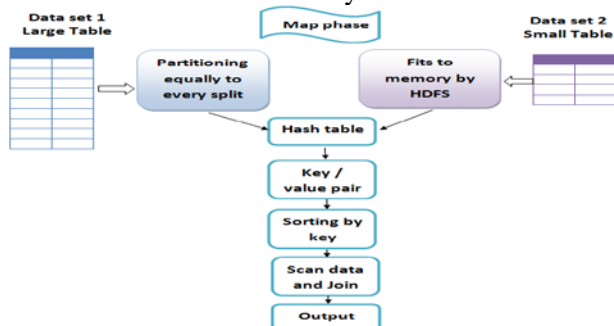 Data set 1
Large Table
Map phase
Data set 2
Small Table
Partitioning
equally to
every split
Fits to
memory by
HDFS
Hash table
Key /
value pair
Sorting by
key
Scan data
and Join
Output